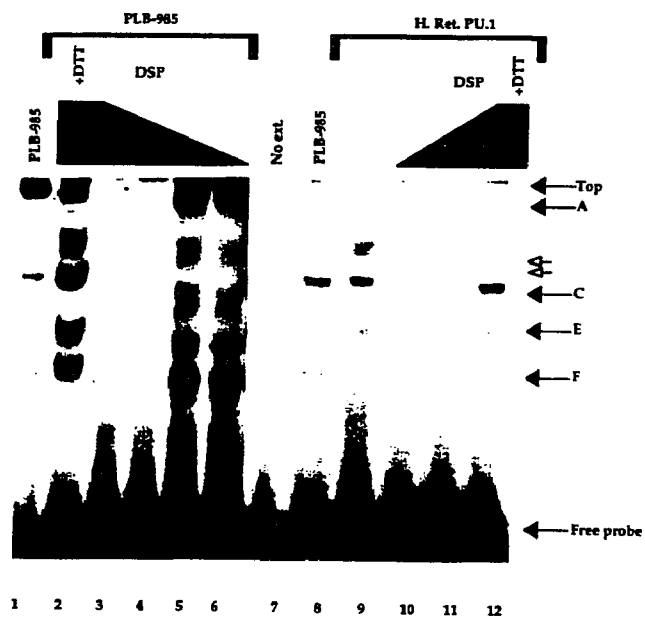 PLB-985
H. Ret. PU.1
PLB-985
+DTT
DSP
No ext.
PLB-985
DSP
+DTT
Top
A
C
E
F
Free probe
1 2 3 4 5 6 7 8 9 10 11 12